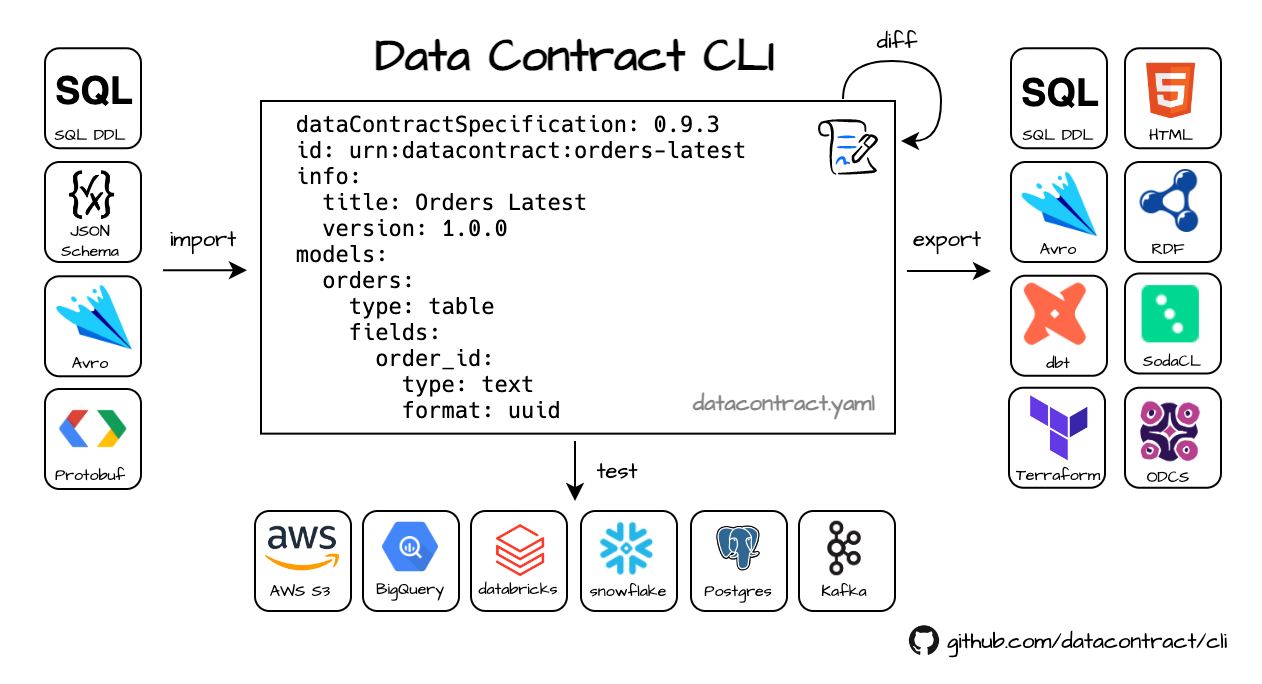 Data Contract CLI
diff
SQL
SQL DDL
JSON
Schema
Avro
Protobuf
import
dataContractSpecification: 0.9.3
id: urn:datacontract:orders-latest
info:
  title: Orders Latest
  version: 1.0.0
models:
  orders:
    type: table
    fields:
      order_id:
        type: text
        format: uuid
datacontract.yaml
export
SQL
SQL DDL
5
HTML
Avro
RDF
dbt
SodaCL
Terraform
ODCS
test
aws
AWS S3
BigQuery
databricks
snowflake
Postgres
Kafka
github.com/datacontract/cli